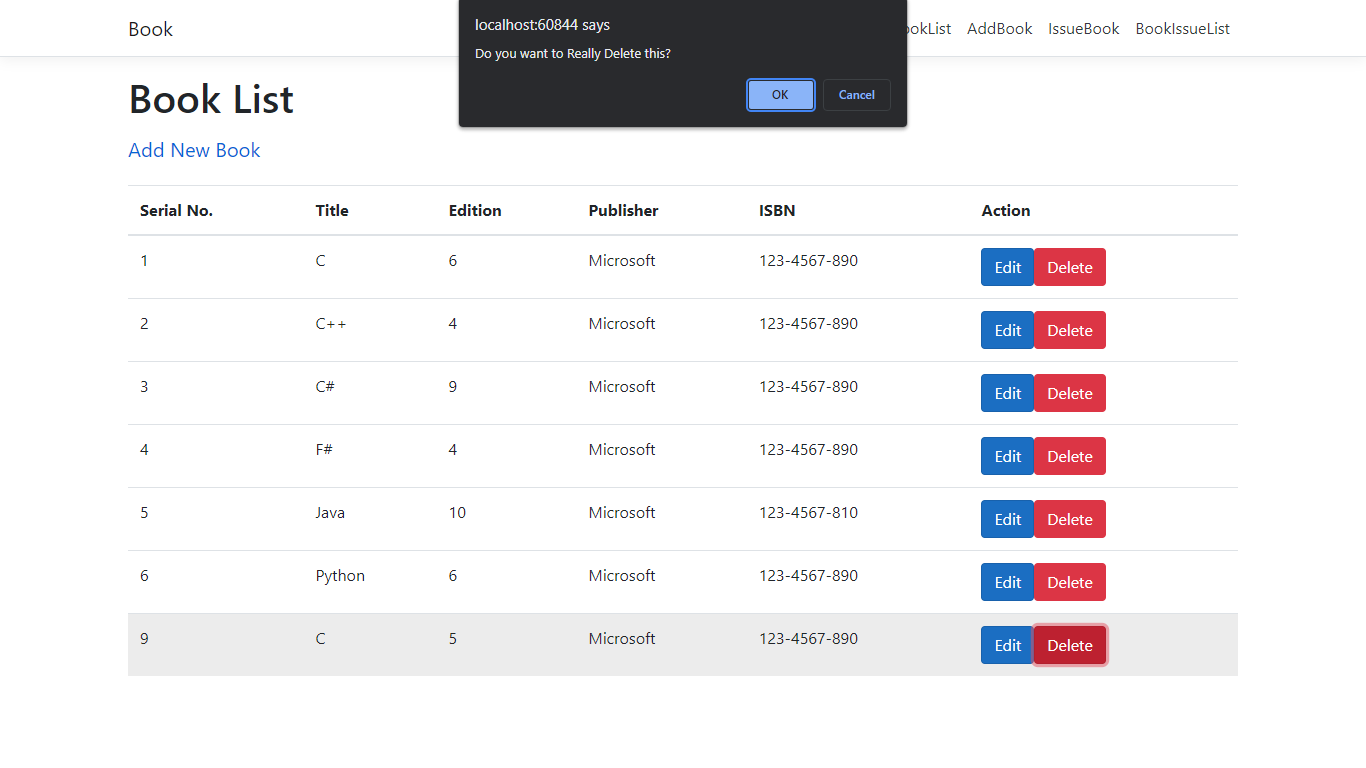 Book
localhost:60844 says
Do you want to Really Delete this?
OK Cancel
AddBook IssueBook BookIssueList
Book List
Add New Book
Serial No. Title Edition Publisher ISBN Action
1 C 6 Microsoft 123-4567-890 Edit Delete
2 C++ 4 Microsoft 123-4567-890 Edit Delete
3 C# 9 Microsoft 123-4567-890 Edit Delete
4 F# 4 Microsoft 123-4567-890 Edit Delete
5 Java 10 Microsoft 123-4567-810 Edit Delete
6 Python 6 Microsoft 123-4567-890 Edit Delete
9 C 5 Microsoft 123-4567-890 Edit Delete